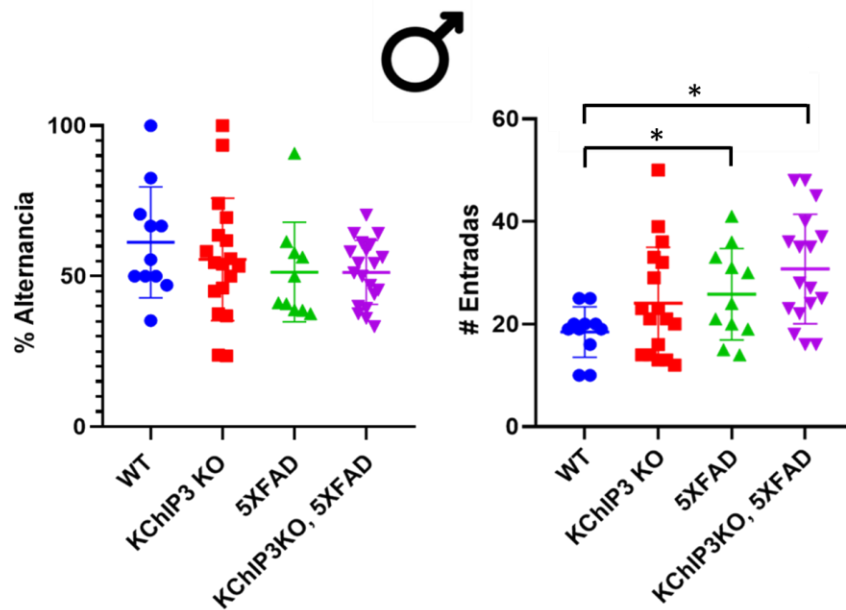 % Alternancia
100
50
0
WT
KChIP3 KO
5XFAD
KChIP3KO, 5XFAD
# Entradas
60
40
20
0
*
*
WT
KChIP3 KO
5XFAD
KChIP3KO, 5XFAD